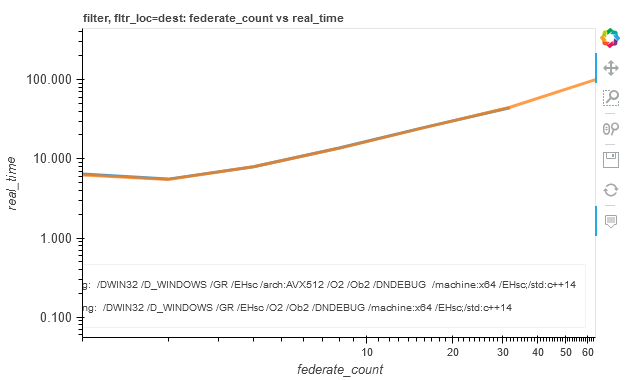 filter, fltr_loc=dest: federate_count vs real_time
100.000
10.000
1.000
0.100
real_time
g: /DWIN32 /D_WINDOWS /GR /EHsc /arch:AVX512 /O2 /Ob2 /DNDEBUG /machine:x64 /EHsc;/std:c++14
ng: /DWIN32 /D_WINDOWS /GR /EHsc /O2 /Ob2 /DNDEBUG /machine:x64 /EHsc;/std:c++14
10 20 30 40 50 60
federate_count